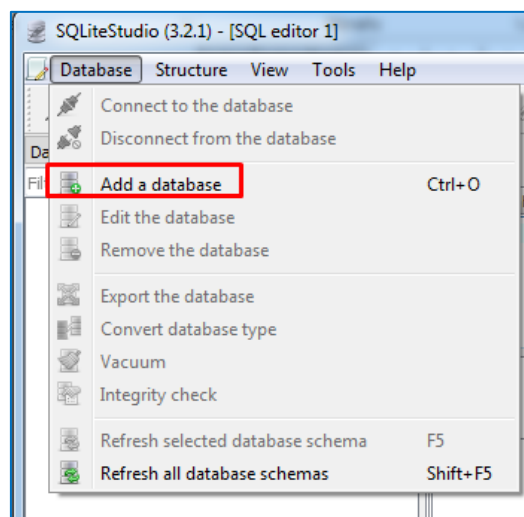 SQLiteStudio (3.2.1) - [SQL editor 1]
Database Structure View Tools Help
Connect to the database
Disconnect from the database
Add a database Ctrl+O
Edit the database
Remove the database
Export the database
Convert database type
Vacuum
Integrity check
Refresh selected database schema F5
Refresh all database schemas Shift+F5